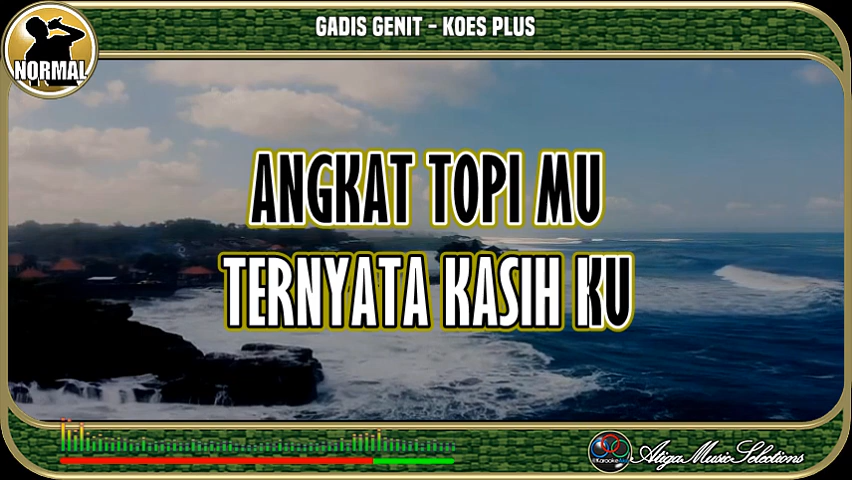 GADIS GENIT - KOES PLUS
NORMAL
ANGKAT TOPI MU
TERNYATA KASIH KU
AtigaMusicSelections